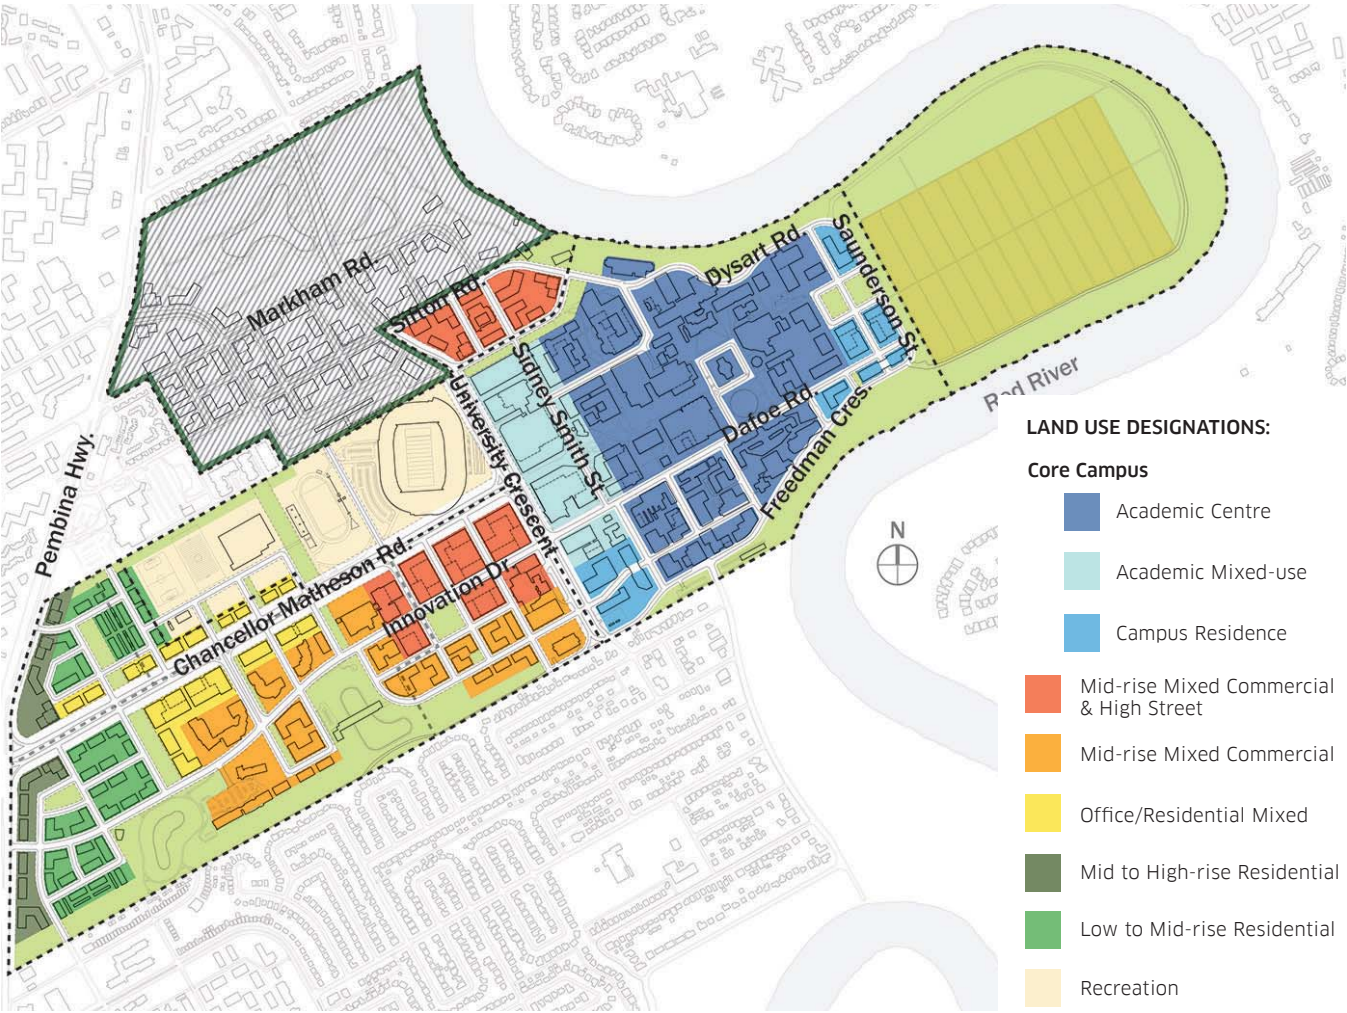 Saunderson St.
Dysart Rd.
Markham Rd.
Sifton Rd.
Sidney Smith St.
University Crescent
Dafoe Rd.
Freedman Cres.
Red River
Pembina Hwy.
Chancellor Matheson Rd.
Innovation Dr.
N
LAND USE DESIGNATIONS:
Core Campus
Academic Centre
Academic Mixed-use
Campus Residence
Mid-rise Mixed Commercial
& High Street
Mid-rise Mixed Commercial
Office/Residential Mixed
Mid to High-rise Residential
Low to Mid-rise Residential
Recreation